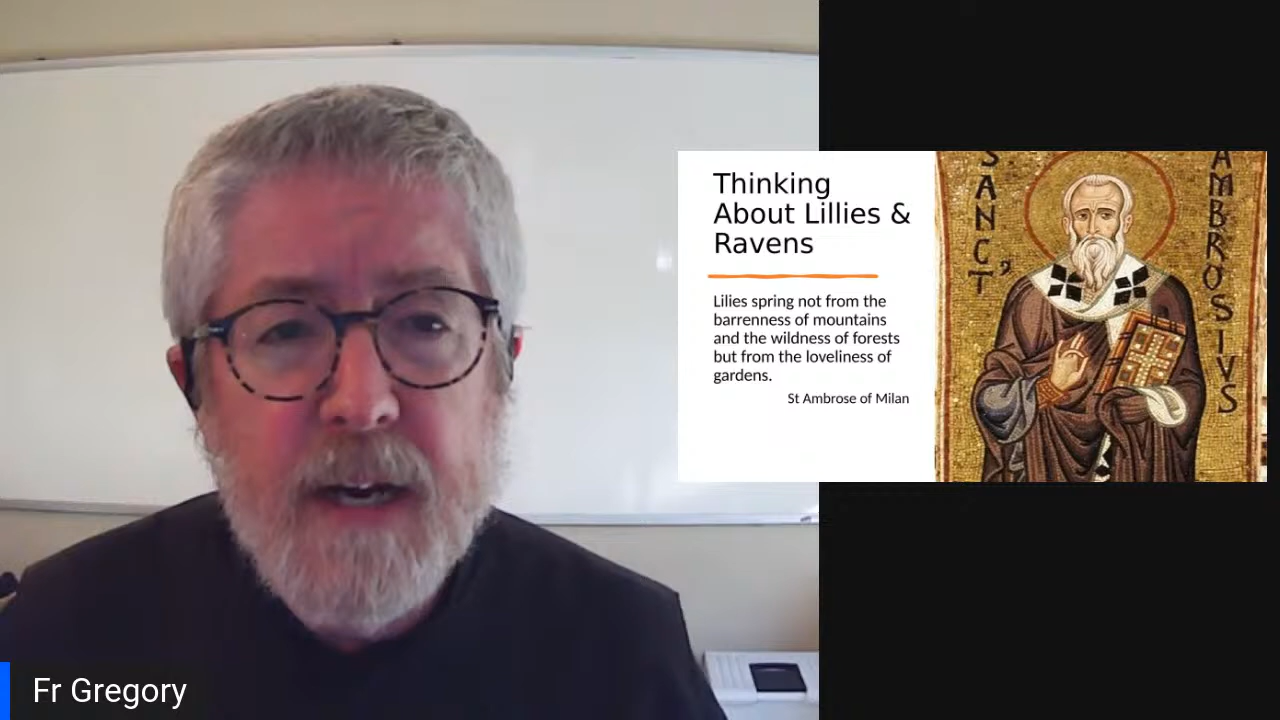 Thinking
About Lillies &
Ravens
Lilies spring not from the
barrenness of mountains
and the wildness of forests
but from the loveliness of
gardens.
St Ambrose of Milan
SANCT,
AMBROSIVS
Fr Gregory